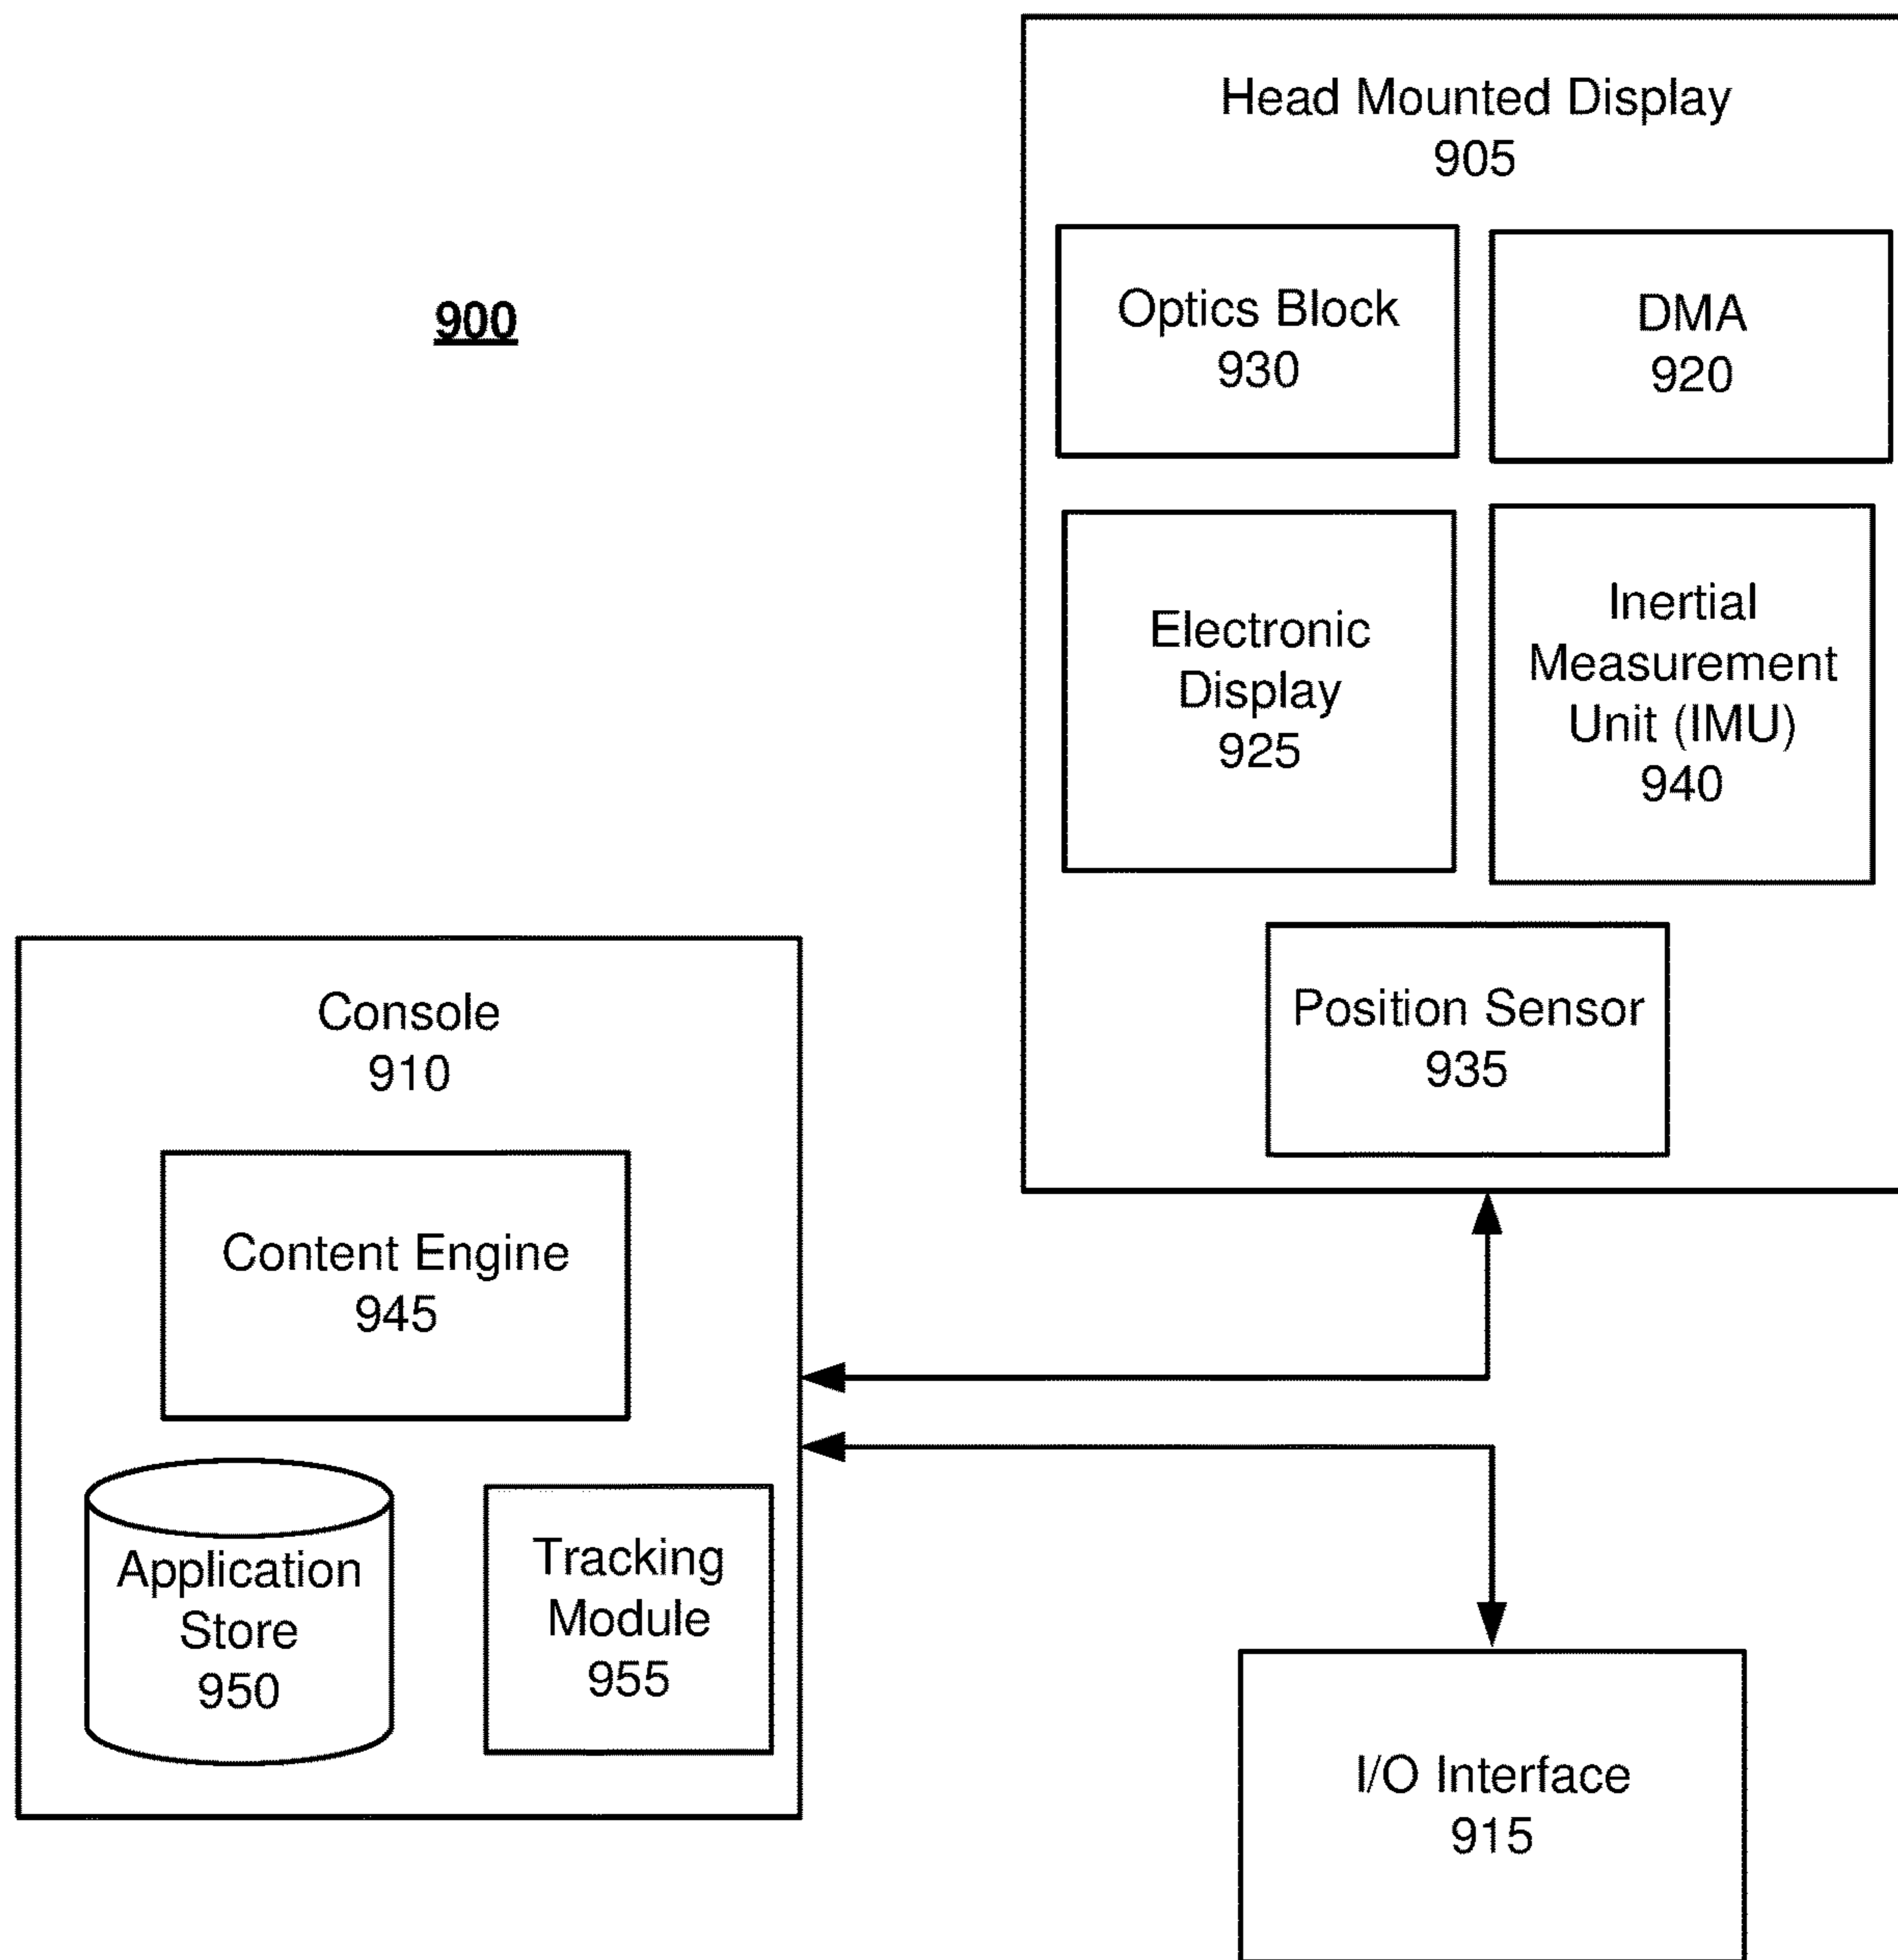 900
Head Mounted Display
905
Optics Block
930
DMA
920
Electronic
Display
925
Inertial
Measurement
Unit (IMU)
940
Position Sensor
935
Console
910
Content Engine
945
Application
Store
950
Tracking
Module
955
I/O Interface
915